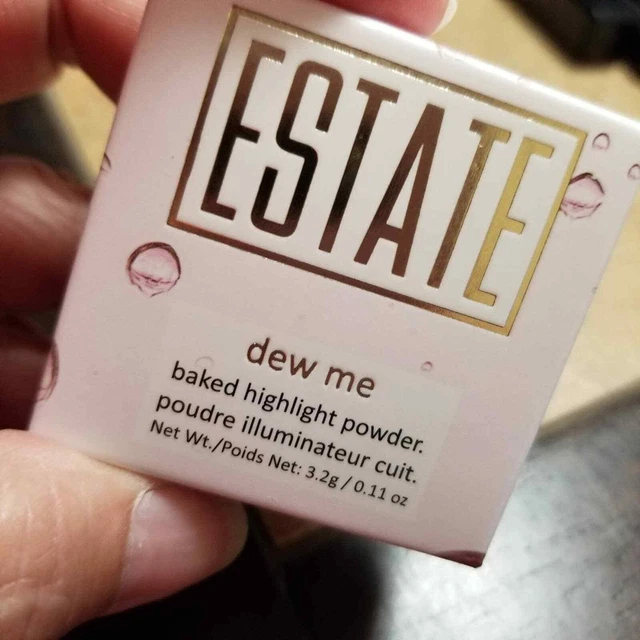 ESTATE
dew me
baked highlight powder.
poudre illuminateur cuit.
Net Wt./Poids Net: 3.2g / 0.11 oz